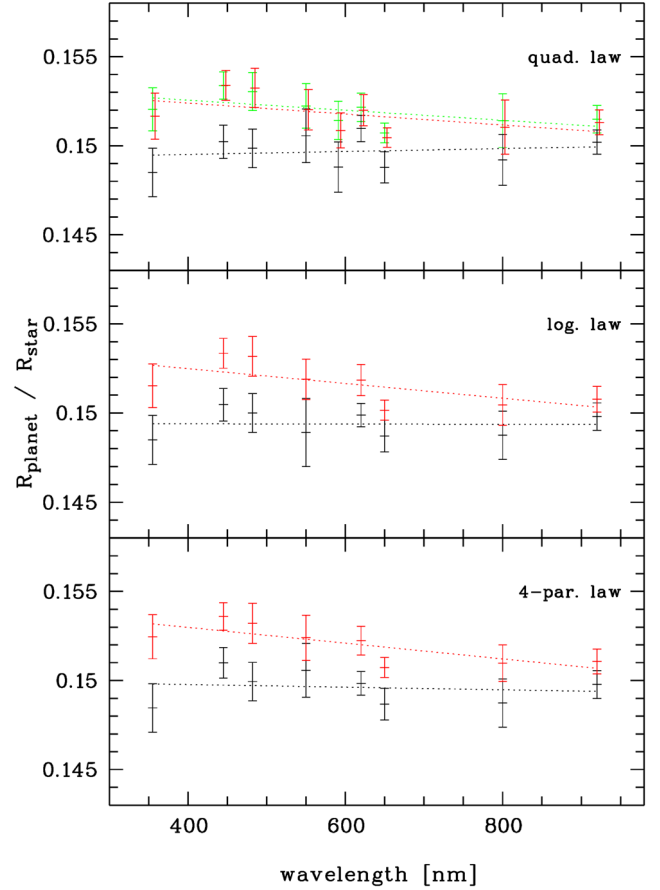 0.155
quad. law
0.15
0.145
0.155
log. law
0.15
0.145
R_planet / R_star
0.155
4-par. law
0.15
0.145
400 600 800
wavelength [nm]